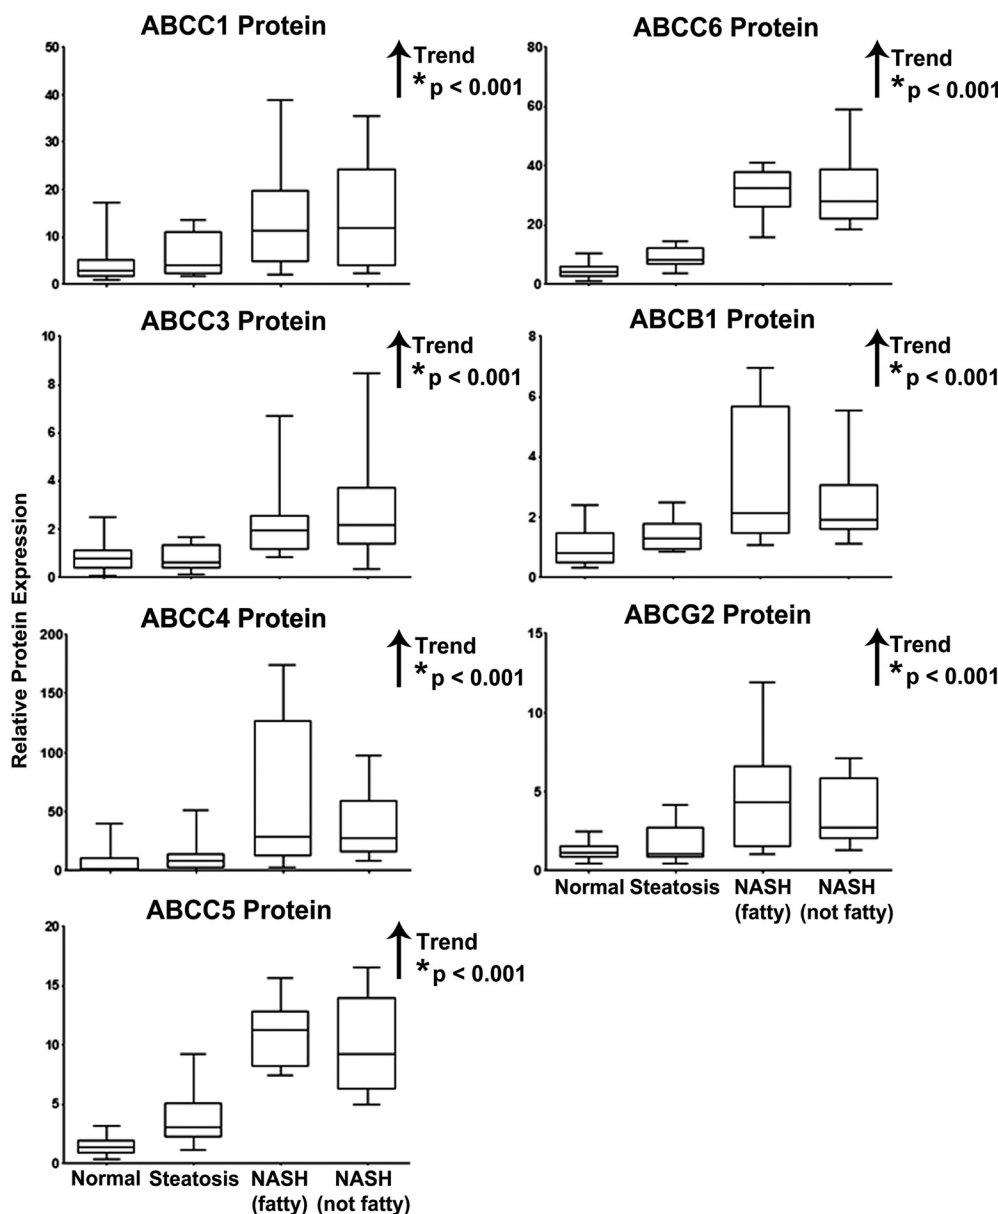 Relative Protein Expression
ABCC1 Protein
50
40
30
20
10
0
Trend
* p < 0.001
ABCC6 Protein
80
60
40
20
0
Trend
* p < 0.001
ABCC3 Protein
10
8
6
4
2
0
Trend
* p < 0.001
ABCB1 Protein
8
6
4
2
0
Trend
* p < 0.001
ABCC4 Protein
200
150
100
50
0
Trend
* p < 0.001
ABCG2 Protein
15
10
5
0
Trend
* p < 0.001
Normal Steatosis NASH NASH
(fatty) (not fatty)
ABCC5 Protein
20
15
10
5
0
Trend
* p < 0.001
Normal Steatosis NASH NASH
(fatty) (not fatty)